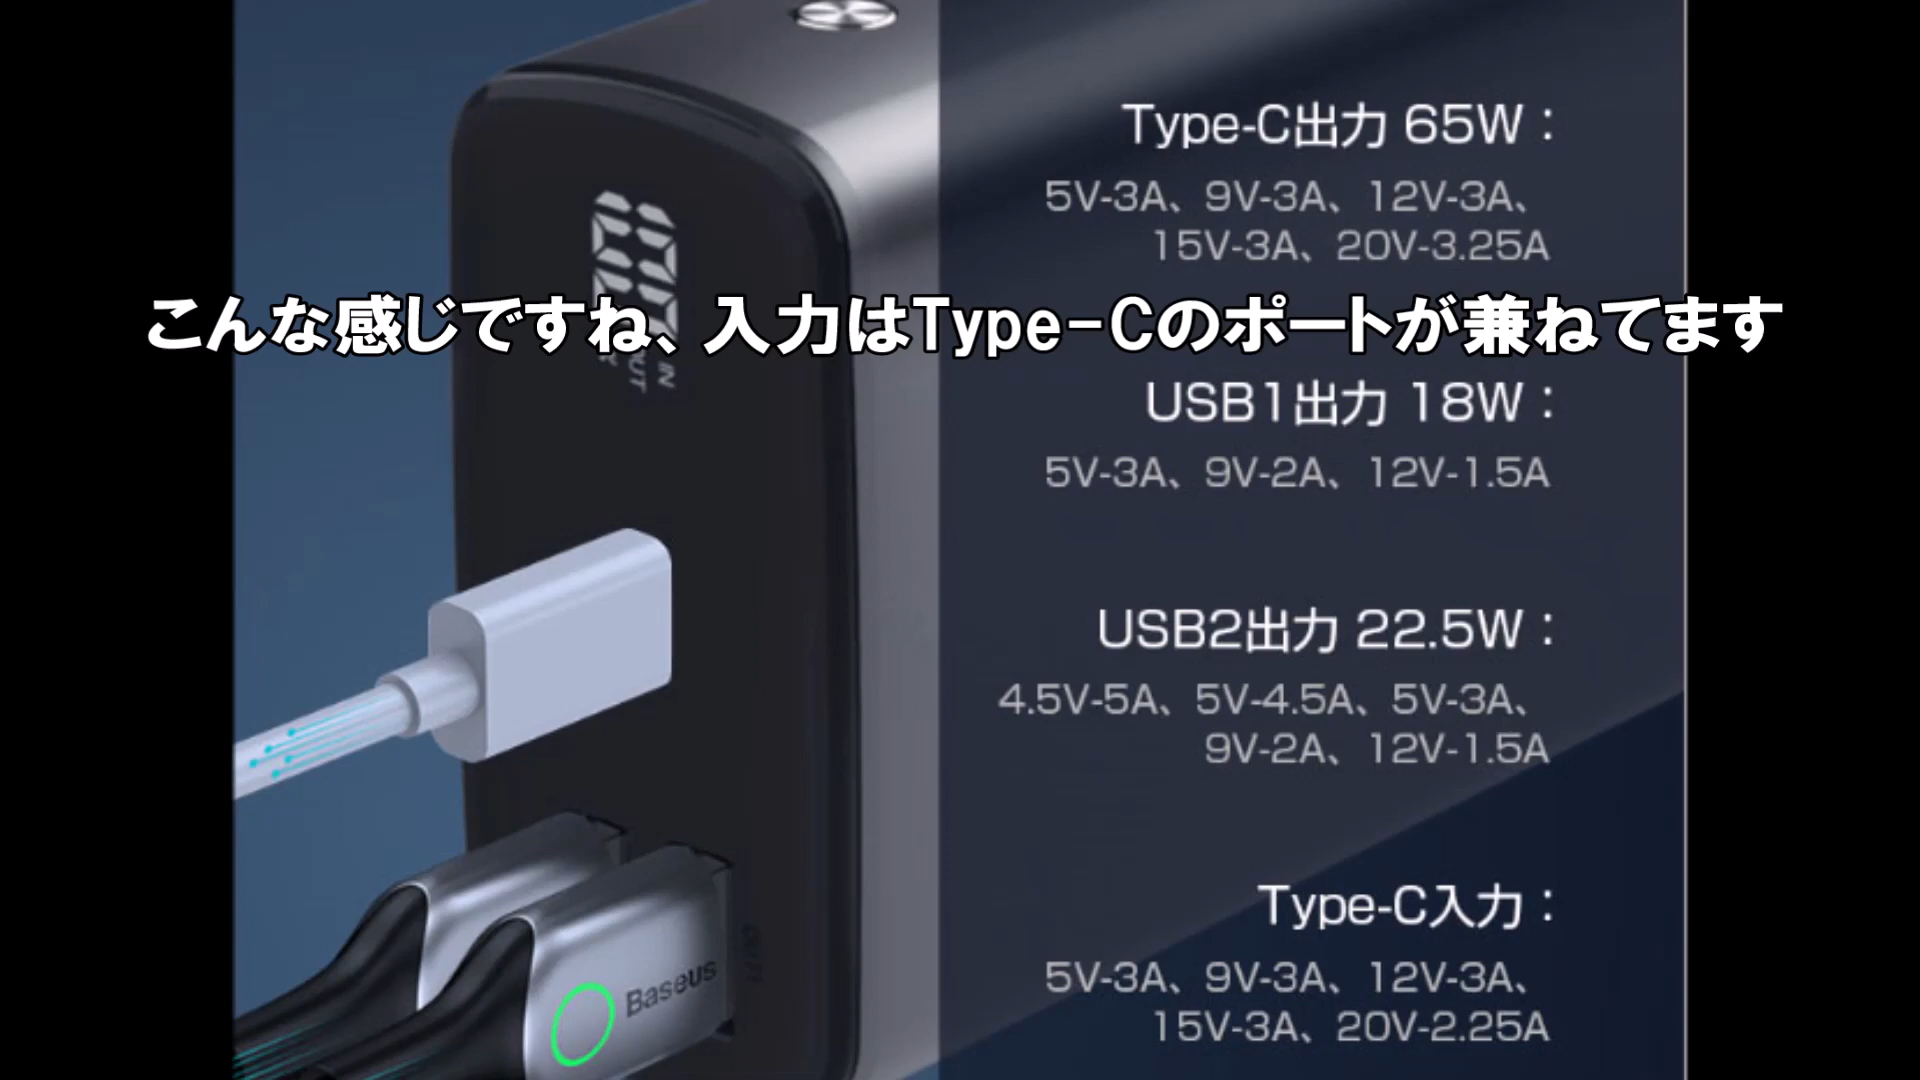 Type-C出力 65W：
5V-3A、9V-3A、12V-3A、
15V-3A、20V-3.25A
こんな感じですね、入力はType-Cのポートが兼ねてます
IN
OUT
USB1出力 18W：
5V-3A、9V-2A、12V-1.5A
USB2出力 22.5W：
4.5V-5A、5V-4.5A、5V-3A、
9V-2A、12V-1.5A
Type-C入力：
5V-3A、9V-3A、12V-3A、
15V-3A、20V-2.25A
Baseus